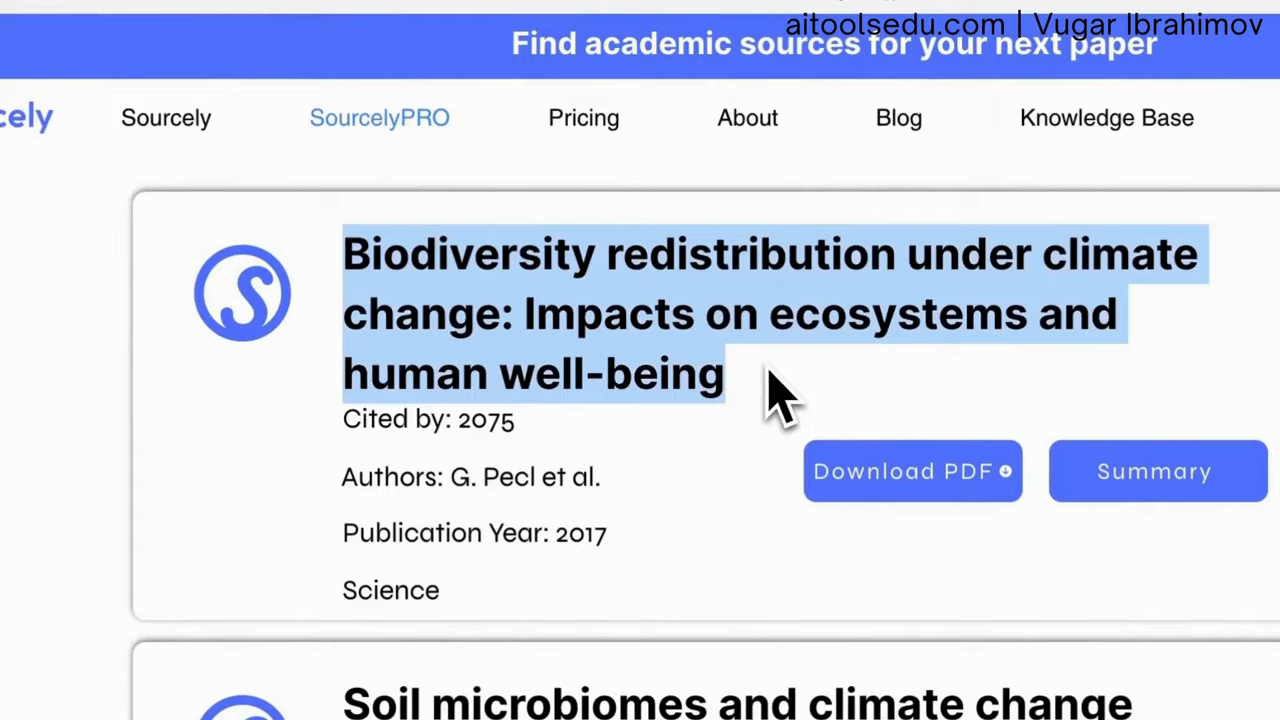 aitoolsedu.com | Vugar Ibrahimov
Find academic sources for your next paper
cely
Sourcely
SourcelyPRO
Pricing
About
Blog
Knowledge Base
Biodiversity redistribution under climate
change: Impacts on ecosystems and
human well-being
Cited by: 2075
Authors: G. Pecl et al.
Download PDF
Summary
Publication Year: 2017
Science
Soil microbiomes and climate change